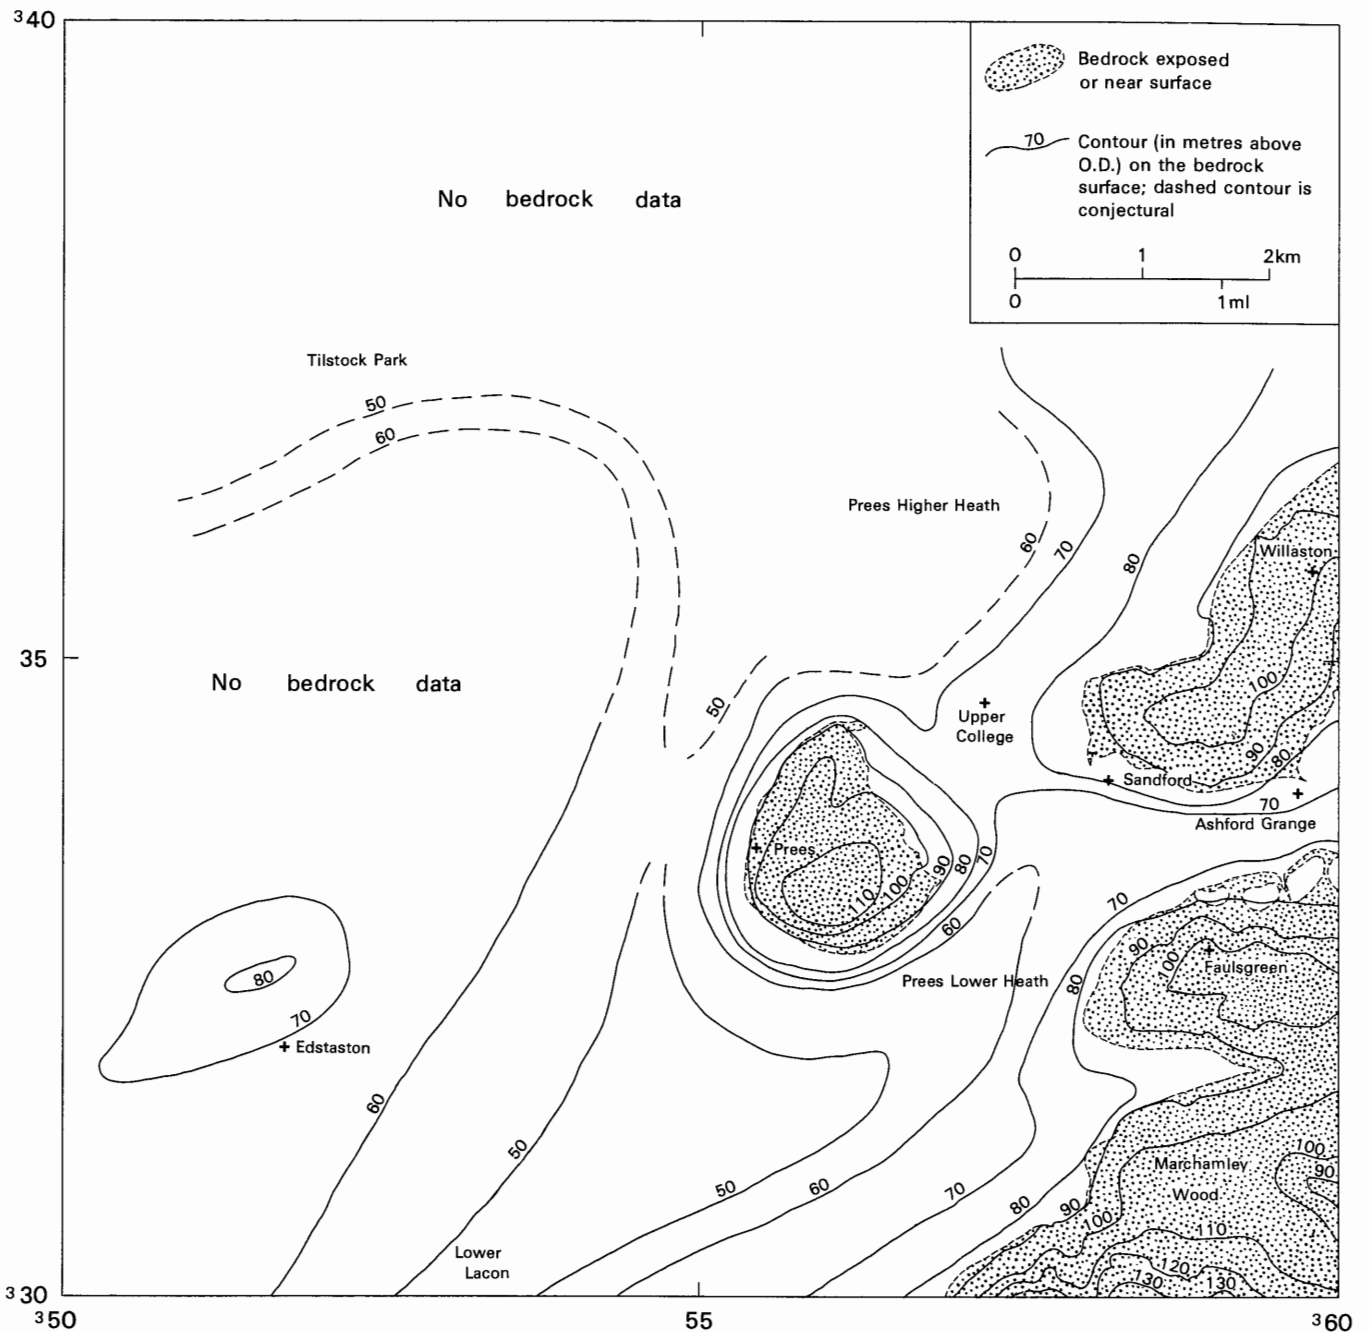 ³40
Bedrock exposed
or near surface
70
Contour (in metres above
O.D.) on the bedrock
surface; dashed contour is
conjectural
0 1 2km
0 1ml
No bedrock data
Tilstock Park
50
60
Prees Higher Heath
60
70
80
Willaston
35
No bedrock data
50
Upper
College
100
90
80
Sandford
70
Ashford Grange
Prees
110
100
90
80
70
60
70
90
100
Faulsgreen
80
Prees Lower Heath
80
70
Edstaston
60
50
50
60
70
80
90
100
Marchamley
Wood
100
90
110
120
130
130
Lower
Lacon
³30
³50
55
³60